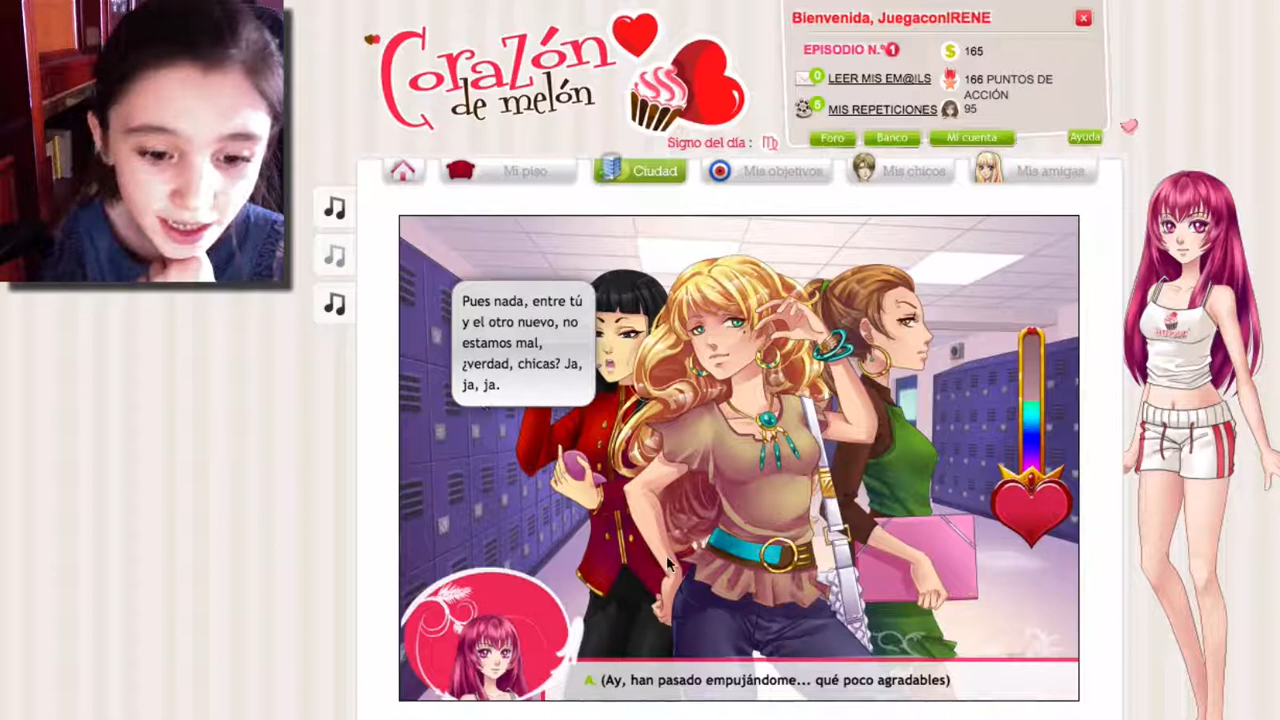 Corazón
de melón
Signo del día :
Bienvenida, JuegaconIRENE
EPISODIO N.º 1
165
0 LEER MIS EM@ILS
166 PUNTOS DE
ACCIÓN
5 MIS REPETICIONES
95
Foro
Banco
Mi cuenta
Ayuda
Mi piso
Ciudad
Mis objetivos
Mis chicos
Mis amigas
Pues nada, entre tú
y el otro nuevo, no
estamos mal,
¿verdad, chicas? Ja,
ja, ja.
A. (Ay, han pasado empujándome... qué poco agradables)